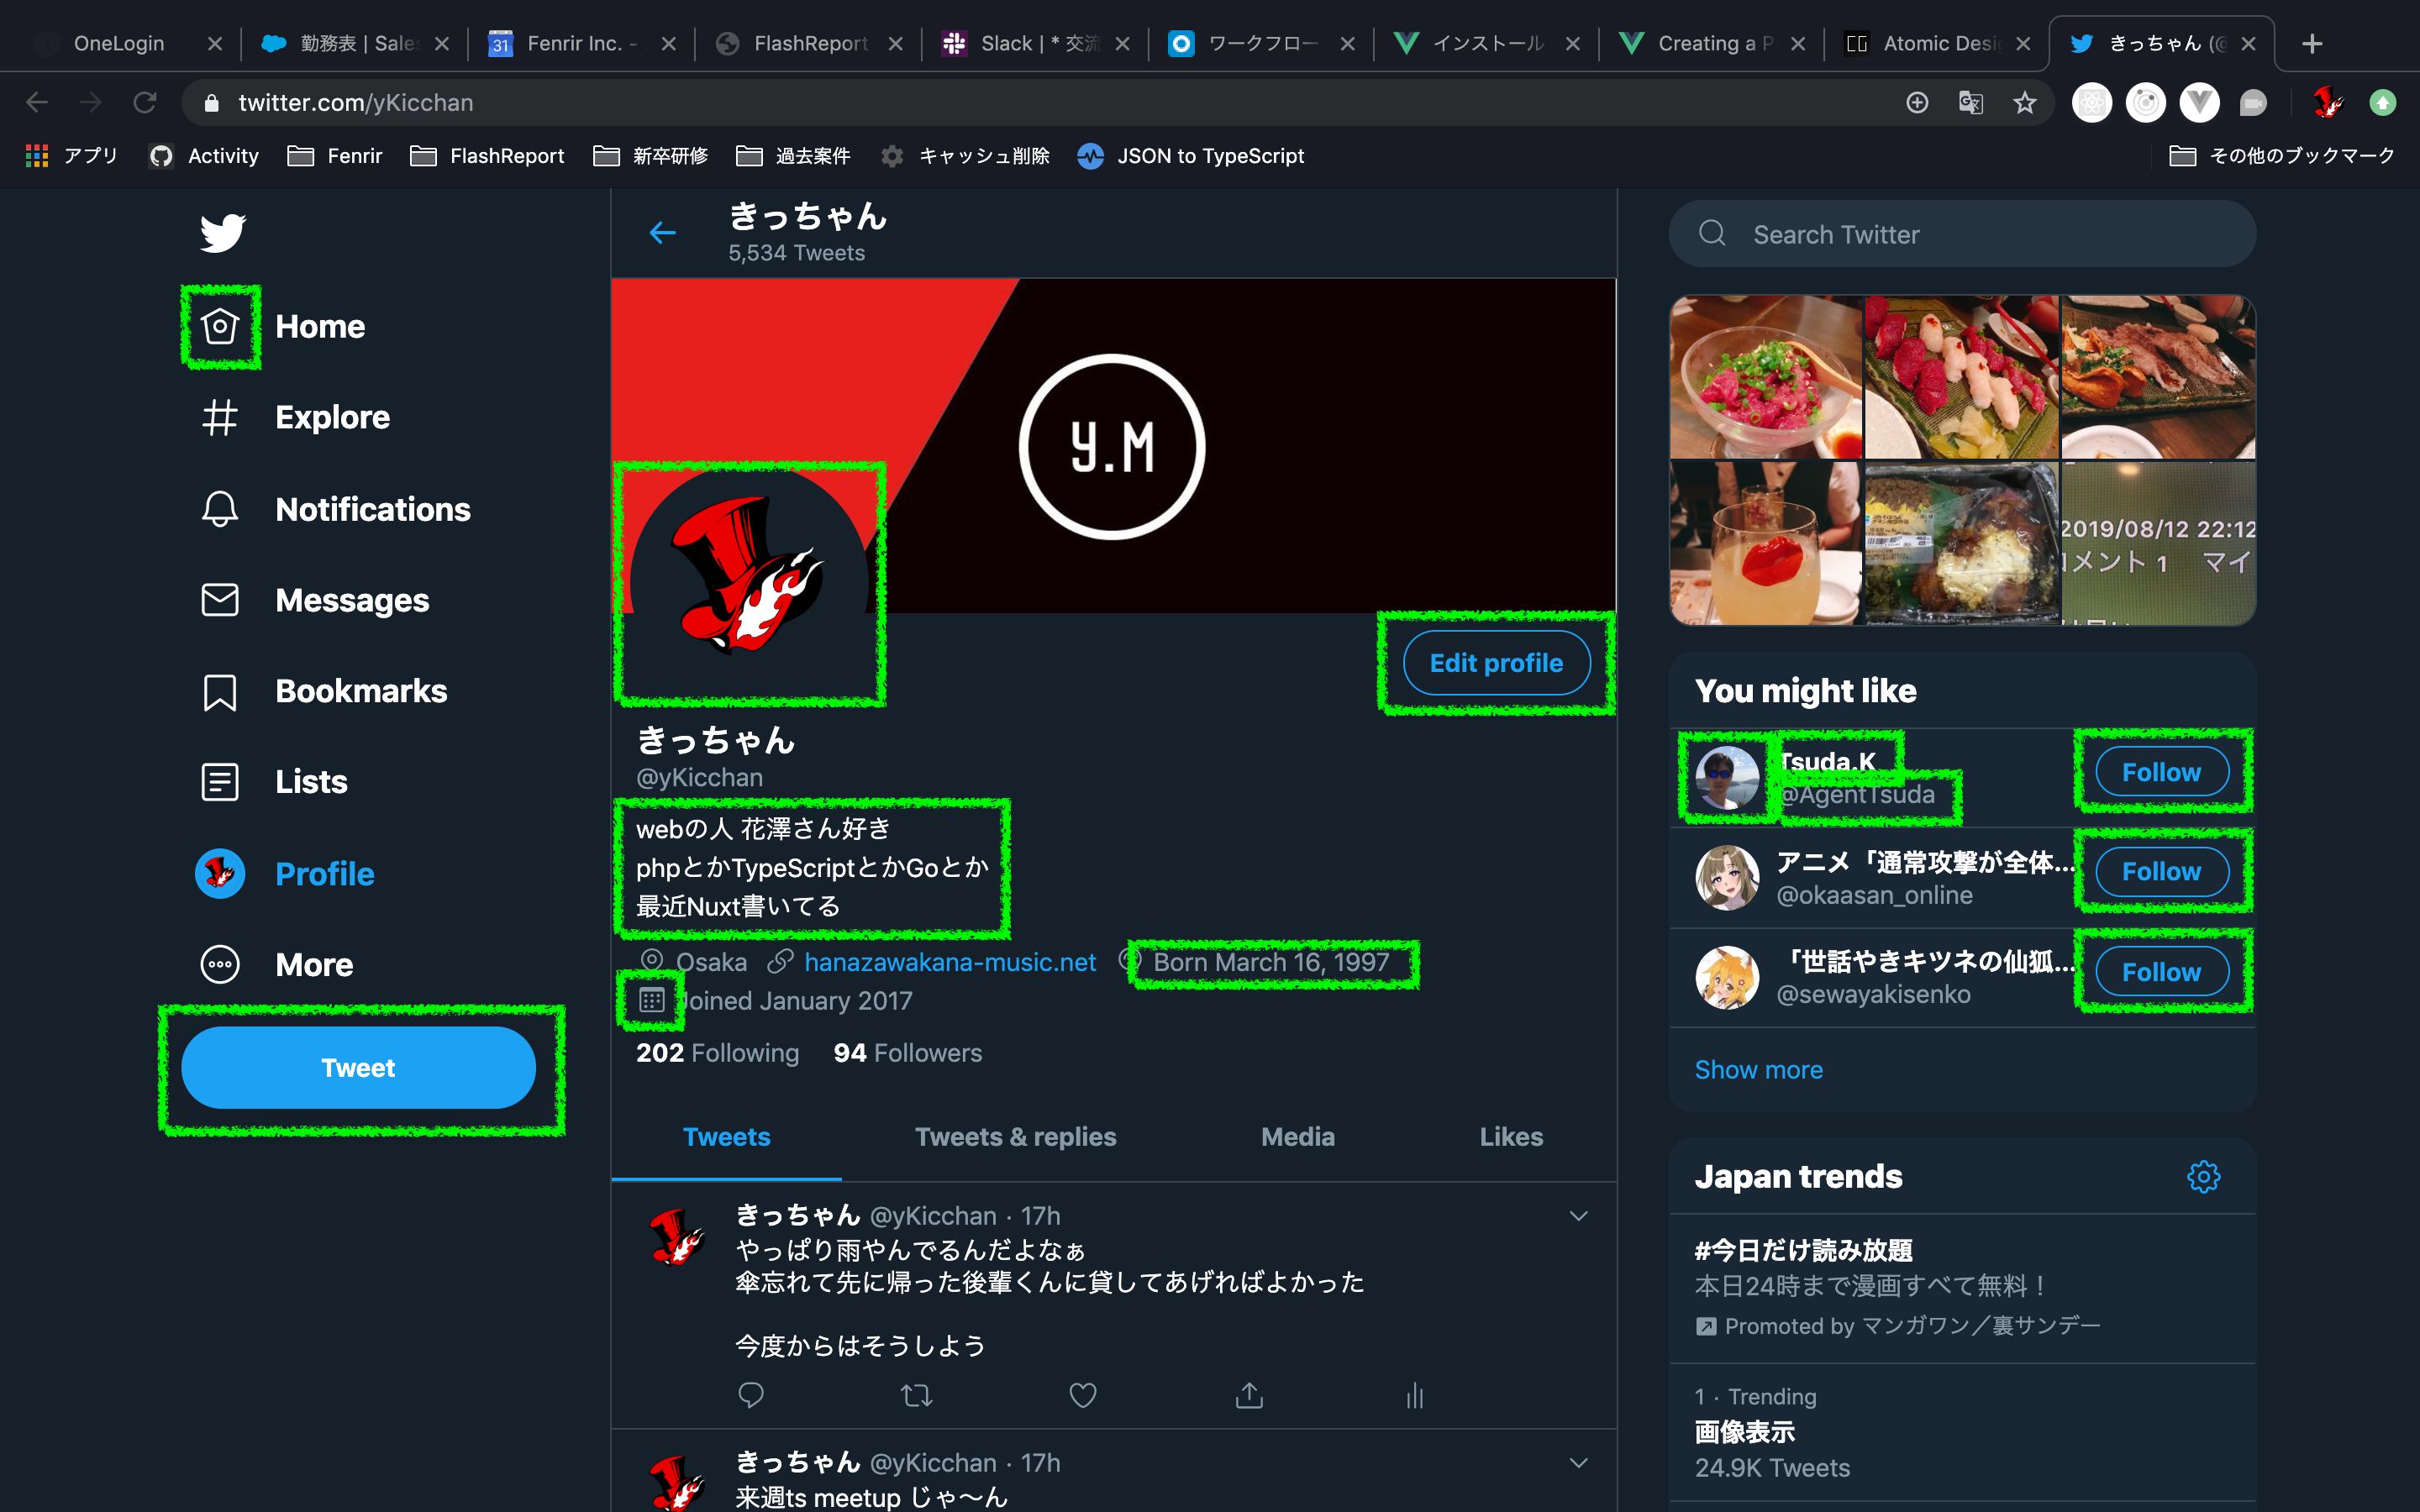 OneLogin
勤務表 | Sales
Fenrir Inc. -
FlashReport
Slack | * 交流
ワークフロー
インストール
Creating a P
Atomic Desi
きっちゃん (@
twitter.com/yKicchan
アプリ
Activity
Fenrir
FlashReport
新卒研修
過去案件
キャッシュ削除
JSON to TypeScript
その他のブックマーク
Home
Explore
Notifications
Messages
Bookmarks
Lists
Profile
More
Tweet
きっちゃん
5,534 Tweets
Y.M
Edit profile
きっちゃん
@yKicchan
webの人 花澤さん好き
phpとかTypeScriptとかGoとか
最近Nuxt書いてる
Osaka hanazawakana-music.net Born March 16, 1997
Joined January 2017
202 Following 94 Followers
Tweets
Tweets & replies
Media
Likes
きっちゃん @yKicchan · 17h
やっぱり雨やんでるんだよなぁ
傘忘れて先に帰った後輩くんに貸してあげればよかった
今度からはそうしよう
きっちゃん @yKicchan · 17h
来週ts meetup じゃ〜ん
Search Twitter
2019/08/12 22:12
コメント 1 マイ
You might like
Tsuda.K
@AgentTsuda
Follow
アニメ「通常攻撃が全体...
@okaasan_online
Follow
「世話やきキツネの仙狐...
@sewayakisenko
Follow
Show more
Japan trends
#今日だけ読み放題
本日24時まで漫画すべて無料！
Promoted by マンガワン／裏サンデー
1 · Trending
画像表示
24.9K Tweets